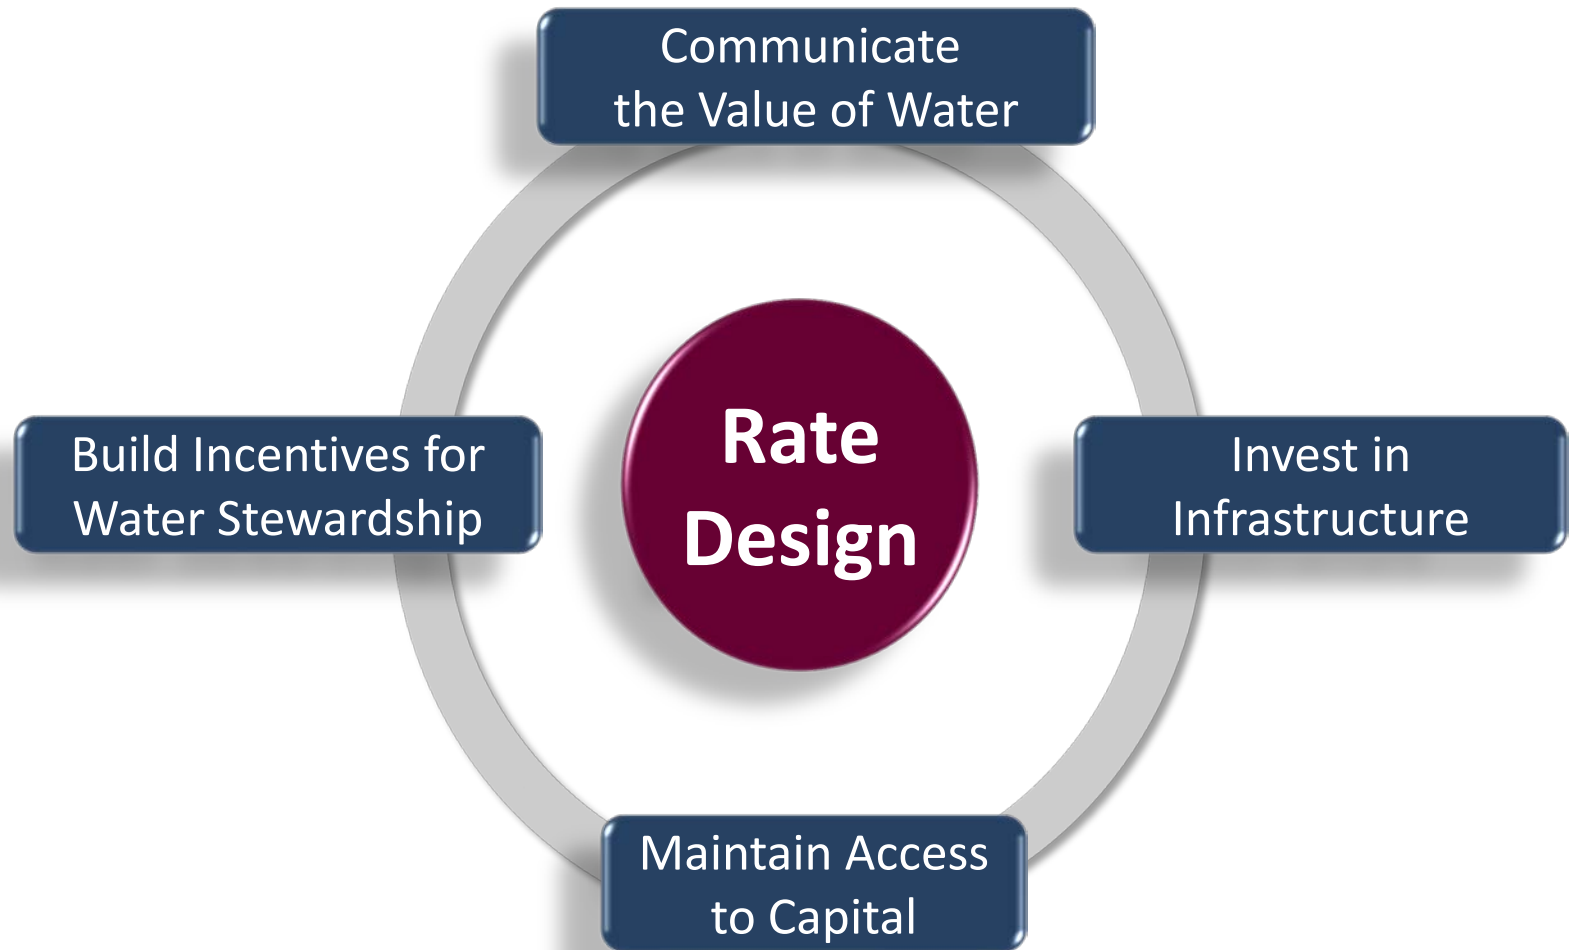 Communicate
the Value of Water
Build Incentives for
Water Stewardship
Rate
Design
Invest in
Infrastructure
Maintain Access
to Capital